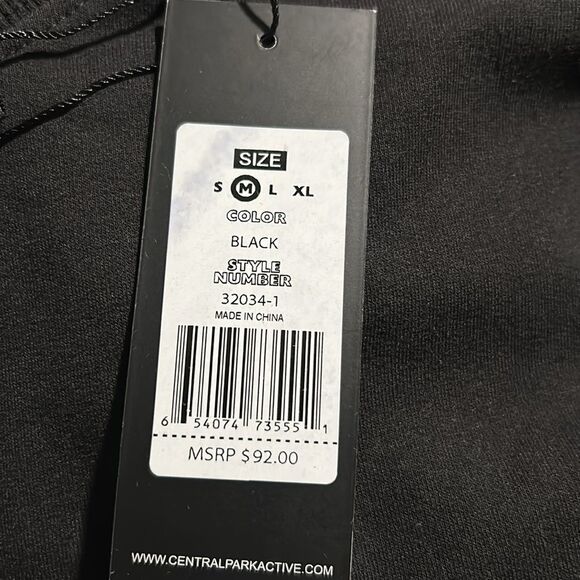 SIZE
S M L XL
COLOR
BLACK
STYLE
NUMBER
32034-1
MADE IN CHINA
6 54074 73555 1
MSRP $92.00
WWW.CENTRALPARKACTIVE.COM